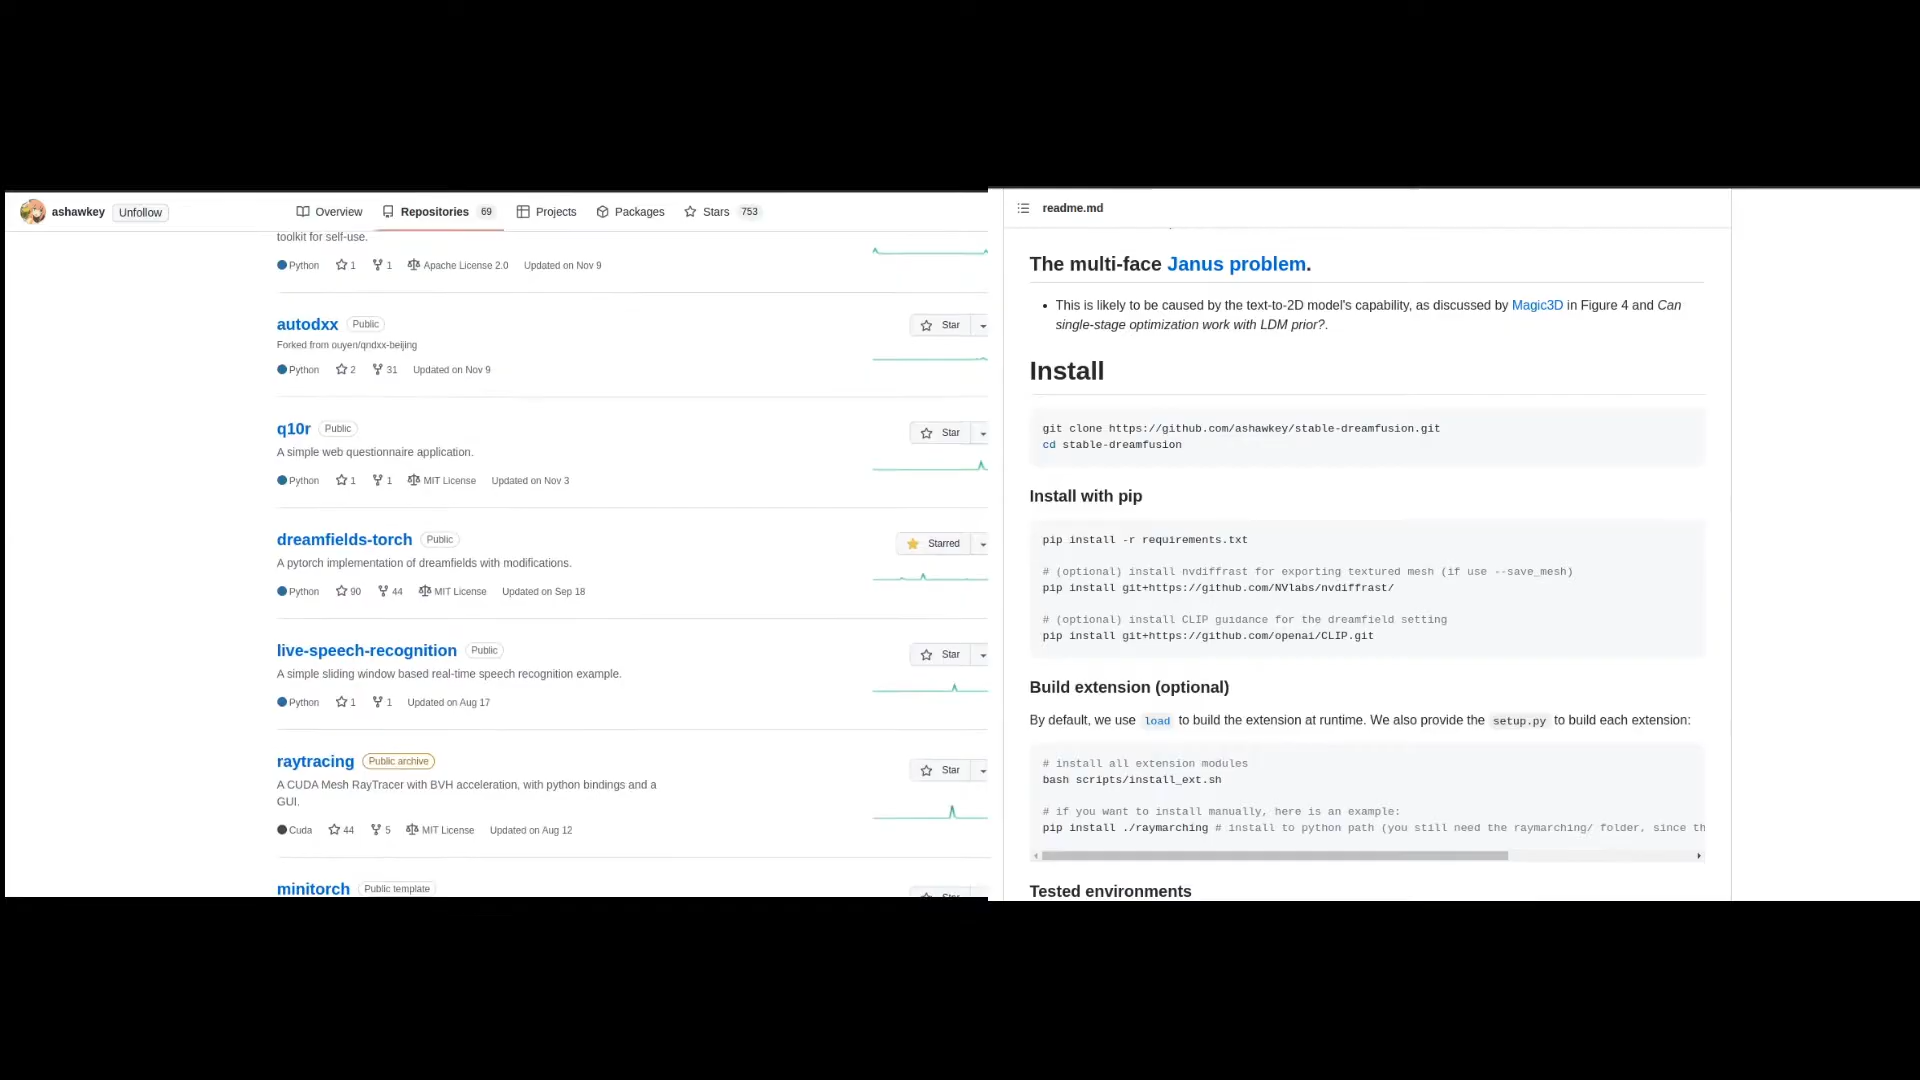 ashawkey Unfollow Overview Repositories 69 Projects Packages Stars 753
toolkit for self-use.
Python 1 1 Apache License 2.0 Updated on Nov 9
autodxx Public Star
Forked from ouyen/qndxx-beijing
Python 2 31 Updated on Nov 9
q10r Public Star
A simple web questionnaire application.
Python 1 1 MIT License Updated on Nov 3
dreamfields-torch Public Starred
A pytorch implementation of dreamfields with modifications.
Python 90 44 MIT License Updated on Sep 18
live-speech-recognition Public Star
A simple sliding window based real-time speech recognition example.
Python 1 1 Updated on Aug 17
raytracing Public archive Star
A CUDA Mesh RayTracer with BVH acceleration, with python bindings and a
GUI.
Cuda 44 5 MIT License Updated on Aug 12
minitorch Public template Star
readme.md
The multi-face Janus problem.
• This is likely to be caused by the text-to-2D model's capability, as discussed by Magic3D in Figure 4 and Can
single-stage optimization work with LDM prior?.
Install
git clone https://github.com/ashawkey/stable-dreamfusion.git
cd stable-dreamfusion
Install with pip
pip install -r requirements.txt
# (optional) install nvdiffrast for exporting textured mesh (if use --save_mesh)
pip install git+https://github.com/NVlabs/nvdiffrast/
# (optional) install CLIP guidance for the dreamfield setting
pip install git+https://github.com/openai/CLIP.git
Build extension (optional)
By default, we use load to build the extension at runtime. We also provide the setup.py to build each extension:
# install all extension modules
bash scripts/install_ext.sh
# if you want to install manually, here is an example:
pip install ./raymarching # install to python path (you still need the raymarching/ folder, since th
Tested environments